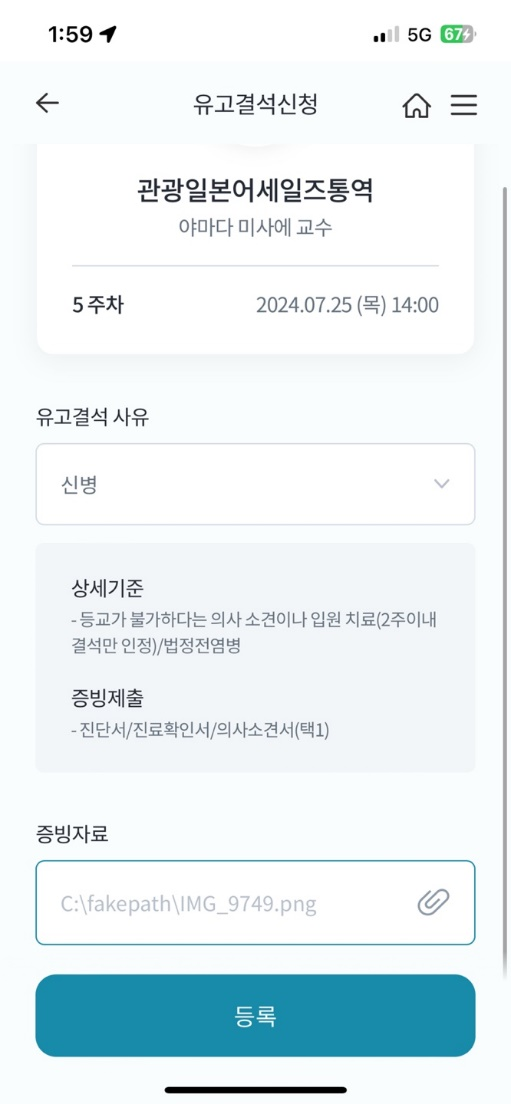 1:59
5G
67
유고결석신청
관광일본어세일즈통역
야마다 미사에 교수
5 주차
2024.07.25 (목) 14:00
유고결석 사유
신병
상세기준
- 등교가 불가하다는 의사 소견이나 입원 치료(2주이내
결석만 인정)/법정전염병
증빙제출
- 진단서/진료확인서/의사소견서(택1)
증빙자료
C:\fakepath\IMG_9749.png
등록